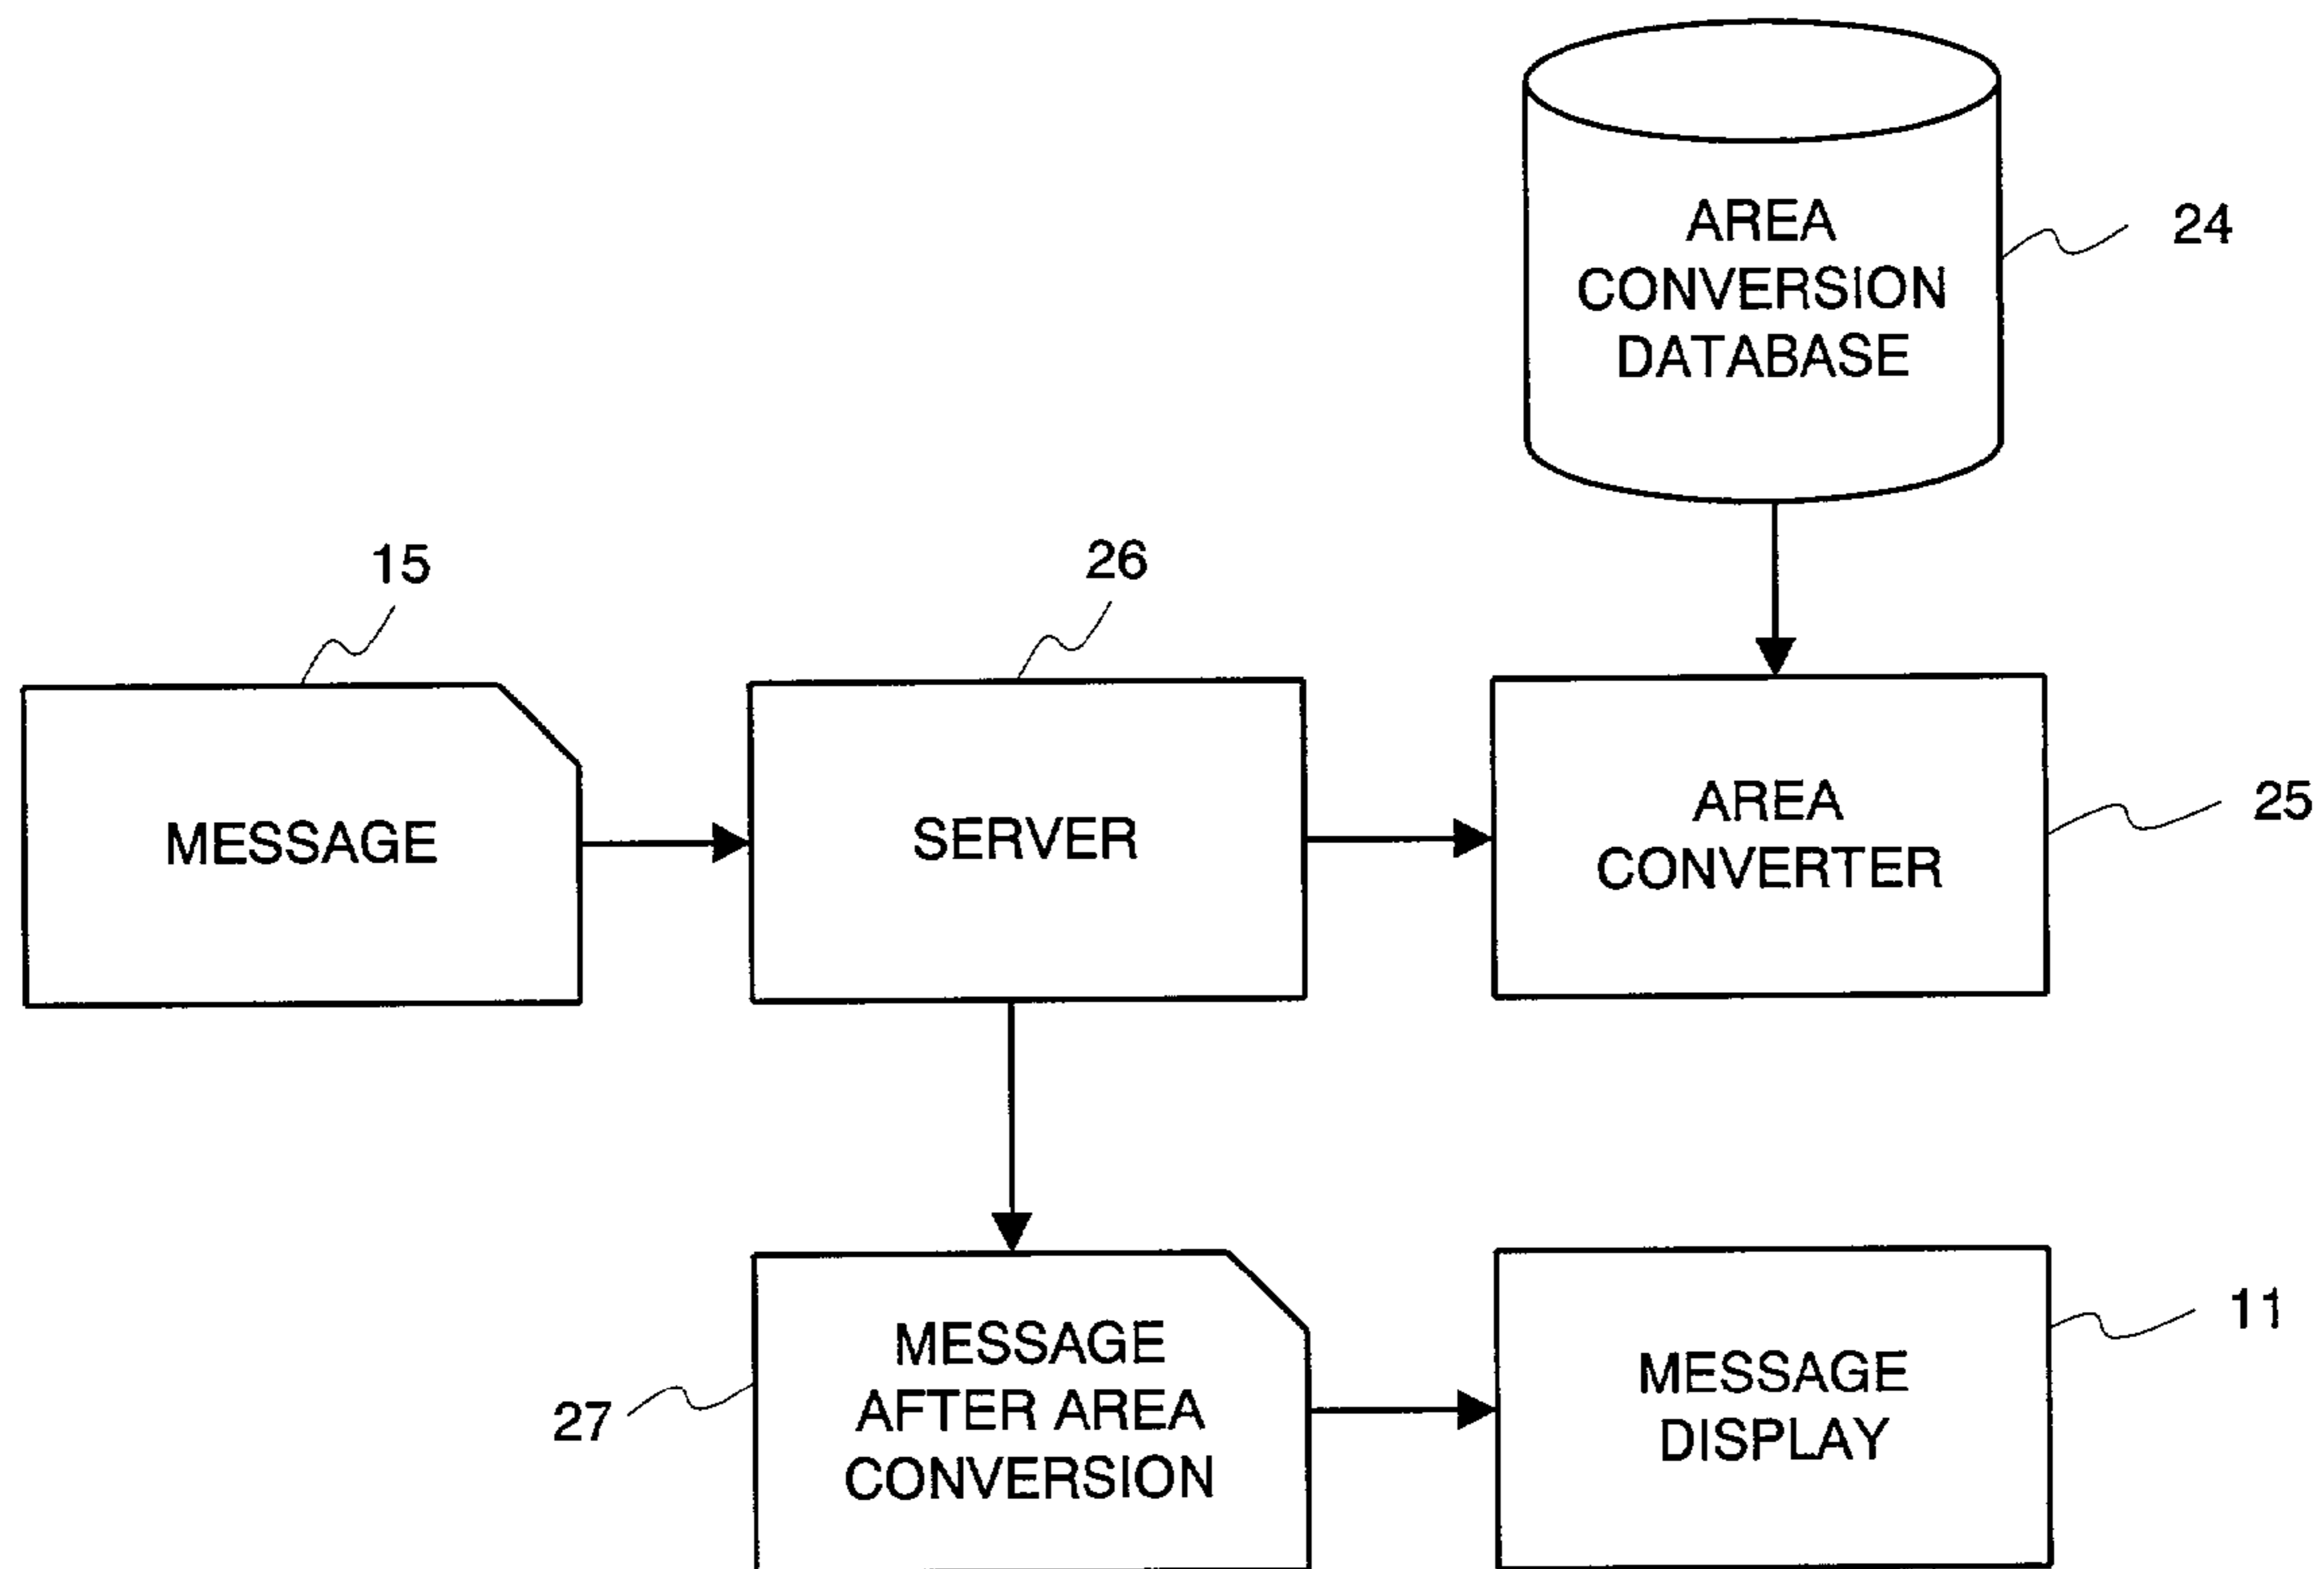 AREA
CONVERSION
DATABASE
24
15
26
MESSAGE
SERVER
AREA
CONVERTER
25
MESSAGE
AFTER AREA
CONVERSION
27
MESSAGE
DISPLAY
11